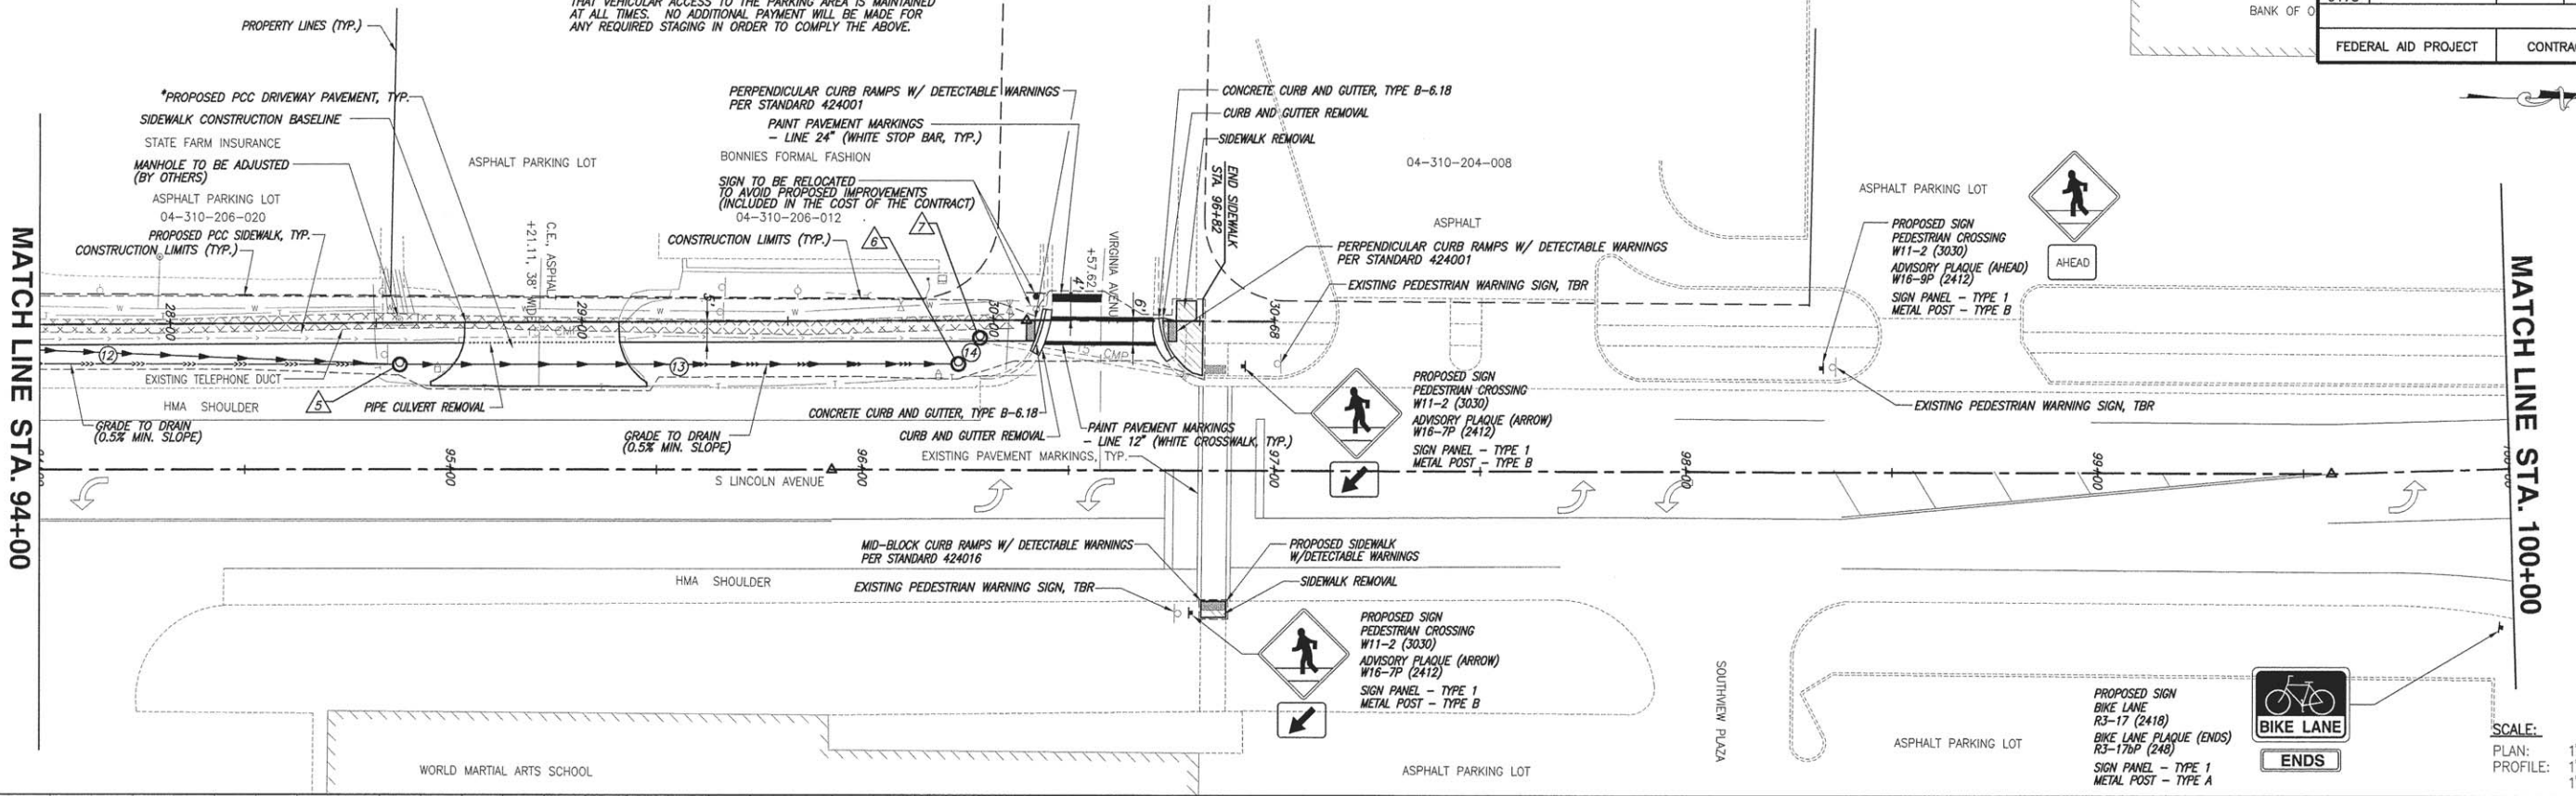 THAT VEHICULAR ACCESS TO THE PARKING AREA IS MAINTAINED
AT ALL TIMES. NO ADDITIONAL PAYMENT WILL BE MADE FOR
ANY REQUIRED STAGING IN ORDER TO COMPLY THE ABOVE.
PROPERTY LINES (TYP.)
BANK OF O
FEDERAL AID PROJECT
CONTRA
*PROPOSED PCC DRIVEWAY PAVEMENT, TYP.
SIDEWALK CONSTRUCTION BASELINE
STATE FARM INSURANCE
MANHOLE TO BE ADJUSTED
(BY OTHERS)
ASPHALT PARKING LOT
04-310-206-020
PROPOSED PCC SIDEWALK, TYP.
CONSTRUCTION LIMITS (TYP.)
ASPHALT PARKING LOT
PERPENDICULAR CURB RAMPS W/ DETECTABLE WARNINGS
PER STANDARD 424001
PAINT PAVEMENT MARKINGS
- LINE 24" (WHITE STOP BAR, TYP.)
BONNIES FORMAL FASHION
SIGN TO BE RELOCATED
TO AVOID PROPOSED IMPROVEMENTS
(INCLUDED IN THE COST OF THE CONTRACT)
04-310-206-012
CONSTRUCTION LIMITS (TYP.)
6
7
C.E., ASPHALT
+21.11, 38' WD
CONCRETE CURB AND GUTTER, TYPE B-6.18
CURB AND GUTTER REMOVAL
SIDEWALK REMOVAL
END SIDEWALK
STA. 96+82
VIRGINIA AVENUE
+57.62
4'
6'
5'
04-310-204-008
ASPHALT
PERPENDICULAR CURB RAMPS W/ DETECTABLE WARNINGS
PER STANDARD 424001
EXISTING PEDESTRIAN WARNING SIGN, TBR
ASPHALT PARKING LOT
AHEAD
PROPOSED SIGN
PEDESTRIAN CROSSING
W11-2 (3030)
ADVISORY PLAQUE (AHEAD)
W16-9P (2412)
SIGN PANEL - TYPE 1
METAL POST - TYPE B
MATCH LINE STA. 94+00
MATCH LINE STA. 100+00
28+00
29+00
30+00
30+68
W
W
W
W
W
CMP
15" CMP
12
13
14
5
EXISTING TELEPHONE DUCT
HMA SHOULDER
PIPE CULVERT REMOVAL
GRADE TO DRAIN
(0.5% MIN. SLOPE)
GRADE TO DRAIN
(0.5% MIN. SLOPE)
CONCRETE CURB AND GUTTER, TYPE B-6.18
CURB AND GUTTER REMOVAL
PAINT PAVEMENT MARKINGS
- LINE 12" (WHITE CROSSWALK, TYP.)
EXISTING PAVEMENT MARKINGS, TYP.
PROPOSED SIGN
PEDESTRIAN CROSSING
W11-2 (3030)
ADVISORY PLAQUE (ARROW)
W16-7P (2412)
SIGN PANEL - TYPE 1
METAL POST - TYPE B
EXISTING PEDESTRIAN WARNING SIGN, TBR
95+00
96+00
97+00
98+00
99+00
S LINCOLN AVENUE
MID-BLOCK CURB RAMPS W/ DETECTABLE WARNINGS
PER STANDARD 424016
HMA SHOULDER
EXISTING PEDESTRIAN WARNING SIGN, TBR
PROPOSED SIDEWALK
W/DETECTABLE WARNINGS
SIDEWALK REMOVAL
PROPOSED SIGN
PEDESTRIAN CROSSING
W11-2 (3030)
ADVISORY PLAQUE (ARROW)
W16-7P (2412)
SIGN PANEL - TYPE 1
METAL POST - TYPE B
SOUTHVIEW PLAZA
WORLD MARTIAL ARTS SCHOOL
ASPHALT PARKING LOT
ASPHALT PARKING LOT
PROPOSED SIGN
BIKE LANE
R3-17 (2418)
BIKE LANE PLAQUE (ENDS)
R3-17bP (248)
SIGN PANEL - TYPE 1
METAL POST - TYPE A
BIKE LANE
ENDS
SCALE:
PLAN: 1
PROFILE: 1
1